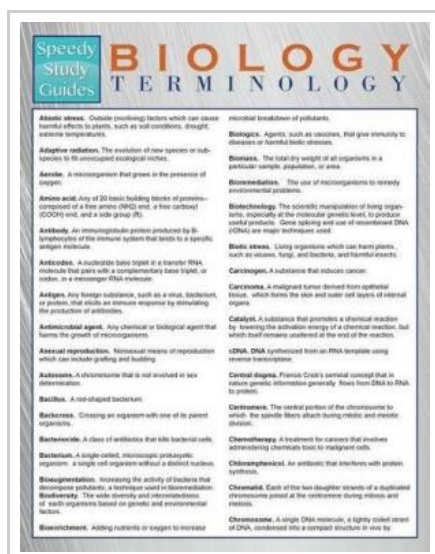 Speedy
Study
Guides
BIOLOGY
TERMINOLOGY
Abiotic stress. Outside (nonliving) factors which can cause
harmful effects to plants, such as soil conditions, drought,
extreme temperatures.
Adaptive radiation. The evolution of new species or sub-
species to fill unoccupied ecological niches.
Aerobe. A microorganism that grows in the presence of
oxygen.
Amino acid. Any of 20 basic building blocks of proteins--
composed of a free amino (NH2) end, a free carboxyl
(COOH) end, and a side group (R).
Antibody. An immunoglobulin protein produced by B-
lymphocytes of the immune system that binds to a specific
antigen molecule.
Anticodon. A nucleotide base triplet in a transfer RNA
molecule that pairs with a complementary base triplet, or
codon, in a messenger RNA molecule.
Antigen. Any foreign substance, such as a virus, bacterium,
or protein, that elicits an immune response by stimulating
the production of antibodies.
Antimicrobial agent. Any chemical or biological agent that
harms the growth of microorganisms.
Asexual reproduction. Nonsexual means of reproduction
which can include grafting and budding.
Autosome. A chromosome that is not involved in sex
determination.
Bacillus. A rod-shaped bacterium.
Backcross. Crossing an organism with one of its parent
organisms.
Bacteriocide. A class of antibiotics that kills bacterial cells.
Bacterium. A single-celled, microscopic prokaryotic
organism: a single cell organism without a distinct nucleus.
Bioaugmentation. Increasing the activity of bacteria that
decompose pollutants; a technique used in bioremediation.
Biodiversity. The wide diversity and interrelatedness
of earth organisms based on genetic and environmental
factors.
Bioenrichment. Adding nutrients or oxygen to increase
microbial breakdown of pollutants.
Biologics. Agents, such as vaccines, that give immunity to
diseases or harmful biotic stresses.
Biomass. The total dry weight of all organisms in a
particular sample, population, or area.
Bioremediation. The use of microorganisms to remedy
environmental problems.
Biotechnology. The scientific manipulation of living organ-
isms, especially at the molecular genetic level, to produce
useful products. Gene splicing and use of recombinant DNA
(rDNA) are major techniques used.
Biotic stress. Living organisms which can harm plants,
such as viruses, fungi, and bacteria, and harmful insects.
Carcinogen. A substance that induces cancer.
Carcinoma. A malignant tumor derived from epithelial
tissue, which forms the skin and outer cell layers of internal
organs.
Catalyst. A substance that promotes a chemical reaction
by lowering the activation energy of a chemical reaction, but
which itself remains unaltered at the end of the reaction.
cDNA. DNA synthesized from an RNA template using
reverse transcriptase.
Central dogma. Francis Crick's seminal concept that in
nature genetic information generally flows from DNA to RNA
to protein.
Centromere. The central portion of the chromosome to
which the spindle fibers attach during mitotic and meiotic
division.
Chemotherapy. A treatment for cancers that involves
administering chemicals toxic to malignant cells.
Chloramphenicol. An antibiotic that interferes with protein
synthesis.
Chromatid. Each of the two daughter strands of a duplicated
chromosome joined at the centromere during mitosis and
meiosis.
Chromosome. A single DNA molecule, a tightly coiled strand
of DNA, condensed into a compact structure in vivo by